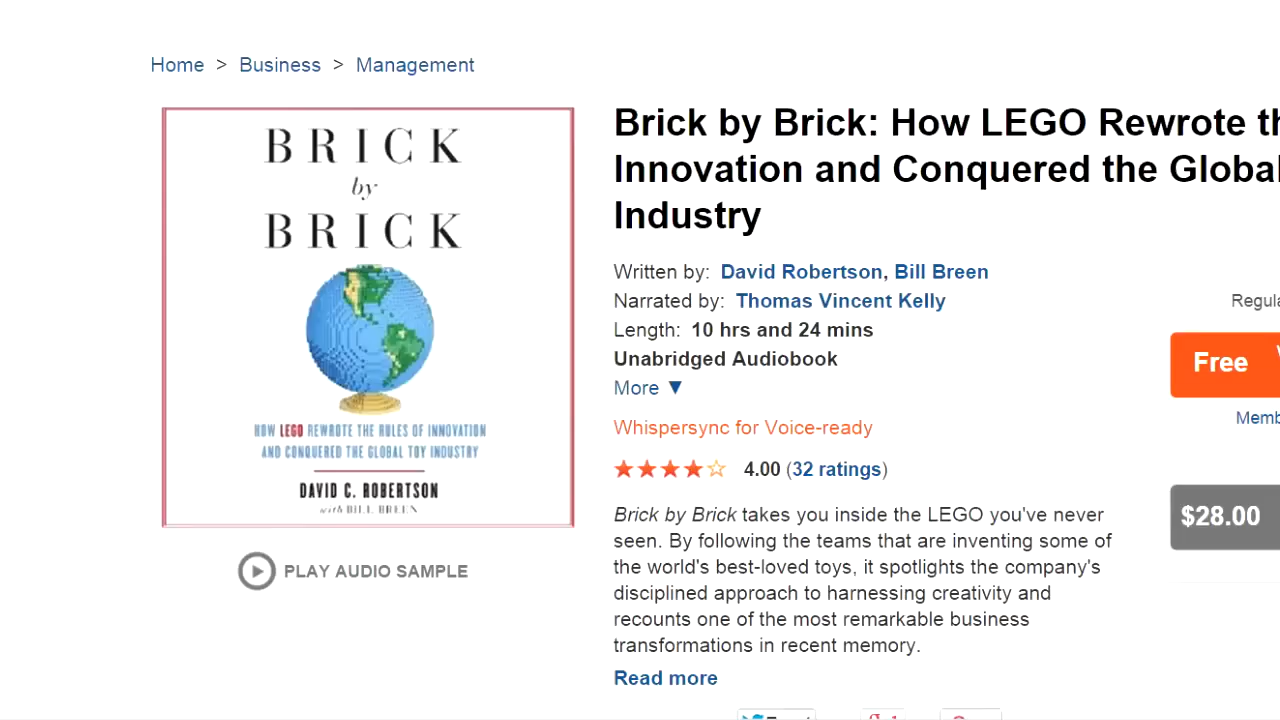 Home > Business > Management
BRICK
by
BRICK
HOW LEGO REWROTE THE RULES OF INNOVATION
AND CONQUERED THE GLOBAL TOY INDUSTRY
DAVID C. ROBERTSON
with BILL BREEN
PLAY AUDIO SAMPLE
Brick by Brick: How LEGO Rewrote th
Innovation and Conquered the Global
Industry
Written by: David Robertson, Bill Breen
Narrated by: Thomas Vincent Kelly
Length: 10 hrs and 24 mins
Unabridged Audiobook
More ▼
Whispersync for Voice-ready
4.00 (32 ratings)
Brick by Brick takes you inside the LEGO you've never
seen. By following the teams that are inventing some of
the world's best-loved toys, it spotlights the company's
disciplined approach to harnessing creativity and
recounts one of the most remarkable business
transformations in recent memory.
Read more
Regula
Free
Memb
$28.00